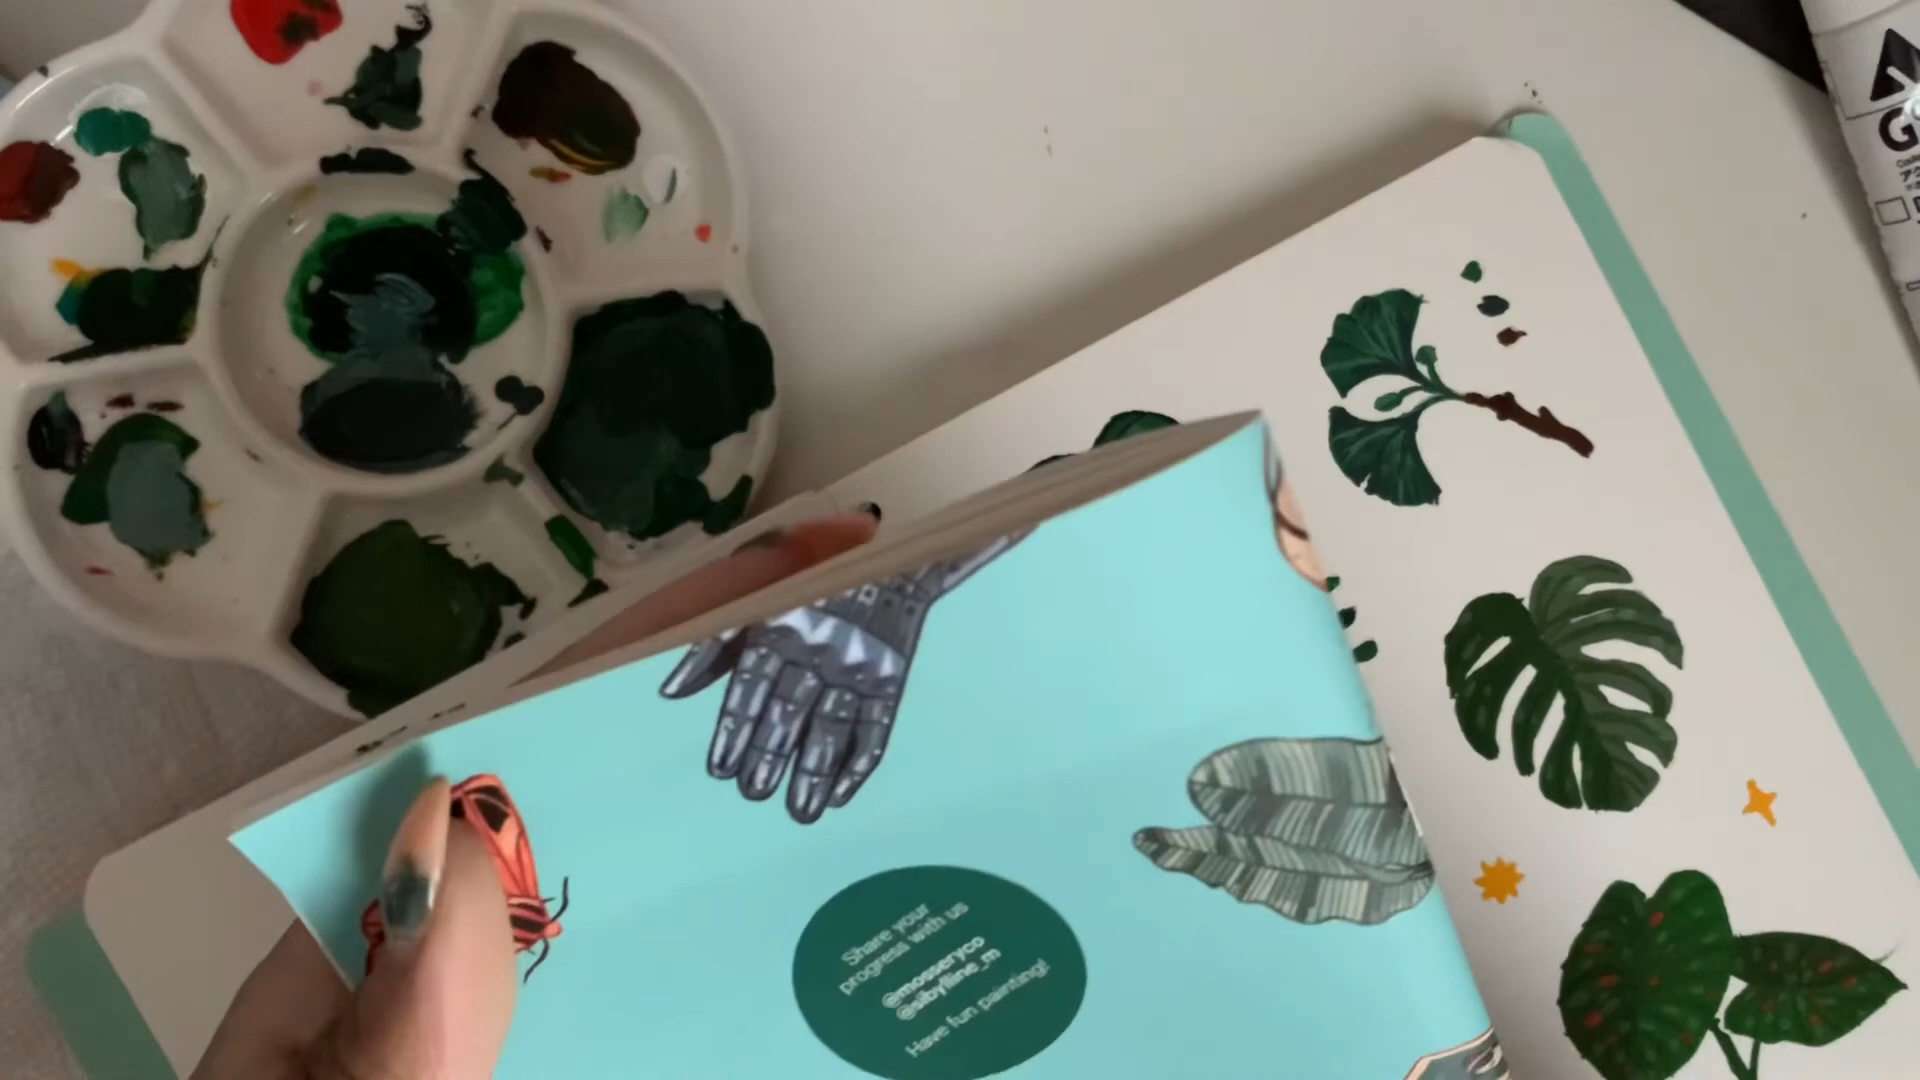 Share your
progress with us
@mosseryco
@sibylline_m
Have fun painting!